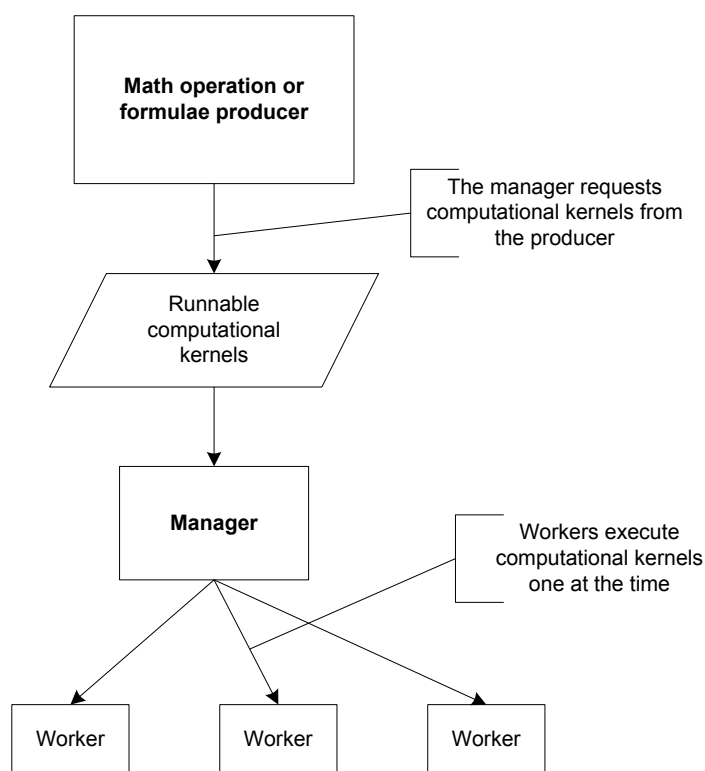 Math operation or
formulae producer
The manager requests
computational kernels from
the producer
Runnable
computational
kernels
Manager
Workers execute
computational kernels
one at the time
Worker
Worker
Worker